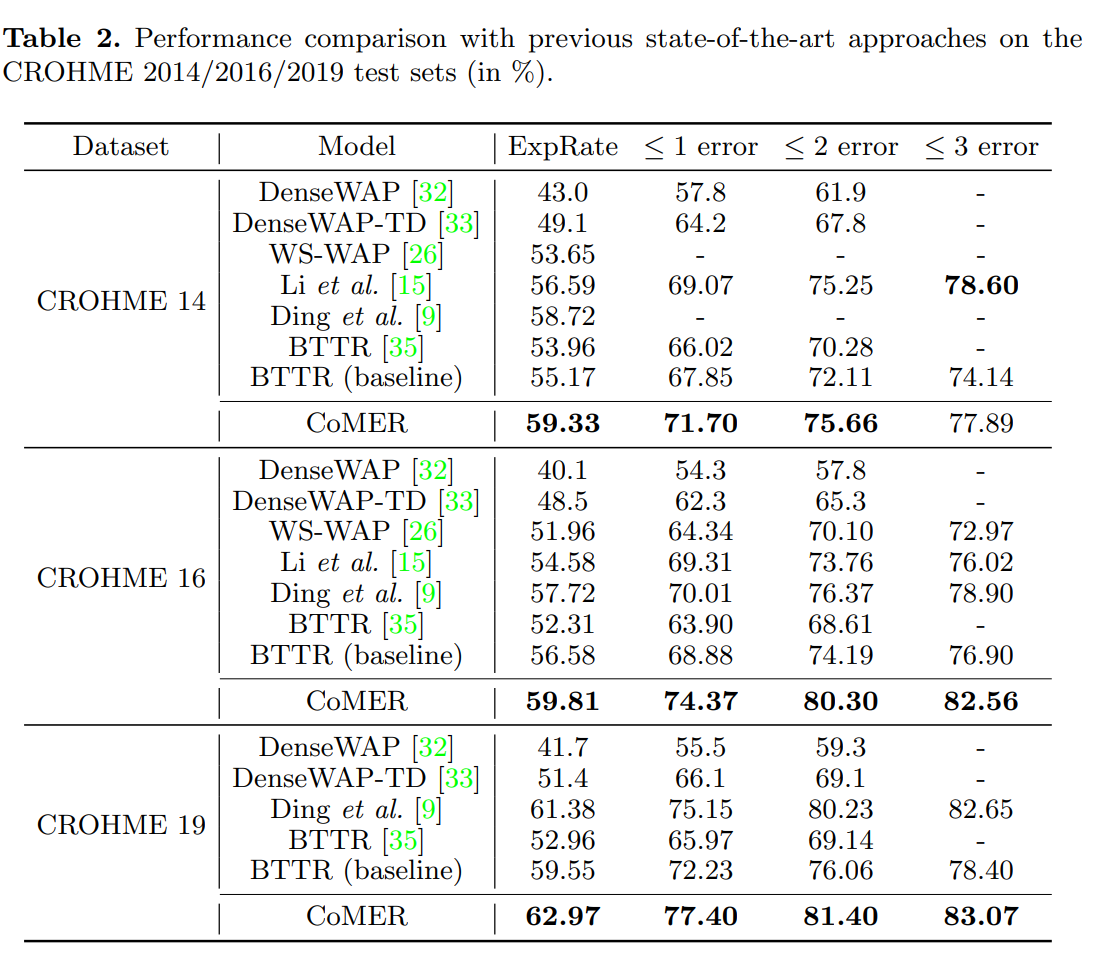 Table 2. Performance comparison with previous state-of-the-art approaches on the
CROHME 2014/2016/2019 test sets (in %).
Dataset Model ExpRate ≤ 1 error ≤ 2 error ≤ 3 error
CROHME 14
DenseWAP [32] 43.0 57.8 61.9 -
DenseWAP-TD [33] 49.1 64.2 67.8 -
WS-WAP [26] 53.65 - - -
Li et al. [15] 56.59 69.07 75.25 78.60
Ding et al. [9] 58.72 - - -
BTTR [35] 53.96 66.02 70.28 -
BTTR (baseline) 55.17 67.85 72.11 74.14
CoMER 59.33 71.70 75.66 77.89
CROHME 16
DenseWAP [32] 40.1 54.3 57.8 -
DenseWAP-TD [33] 48.5 62.3 65.3 -
WS-WAP [26] 51.96 64.34 70.10 72.97
Li et al. [15] 54.58 69.31 73.76 76.02
Ding et al. [9] 57.72 70.01 76.37 78.90
BTTR [35] 52.31 63.90 68.61 -
BTTR (baseline) 56.58 68.88 74.19 76.90
CoMER 59.81 74.37 80.30 82.56
CROHME 19
DenseWAP [32] 41.7 55.5 59.3 -
DenseWAP-TD [33] 51.4 66.1 69.1 -
Ding et al. [9] 61.38 75.15 80.23 82.65
BTTR [35] 52.96 65.97 69.14 -
BTTR (baseline) 59.55 72.23 76.06 78.40
CoMER 62.97 77.40 81.40 83.07